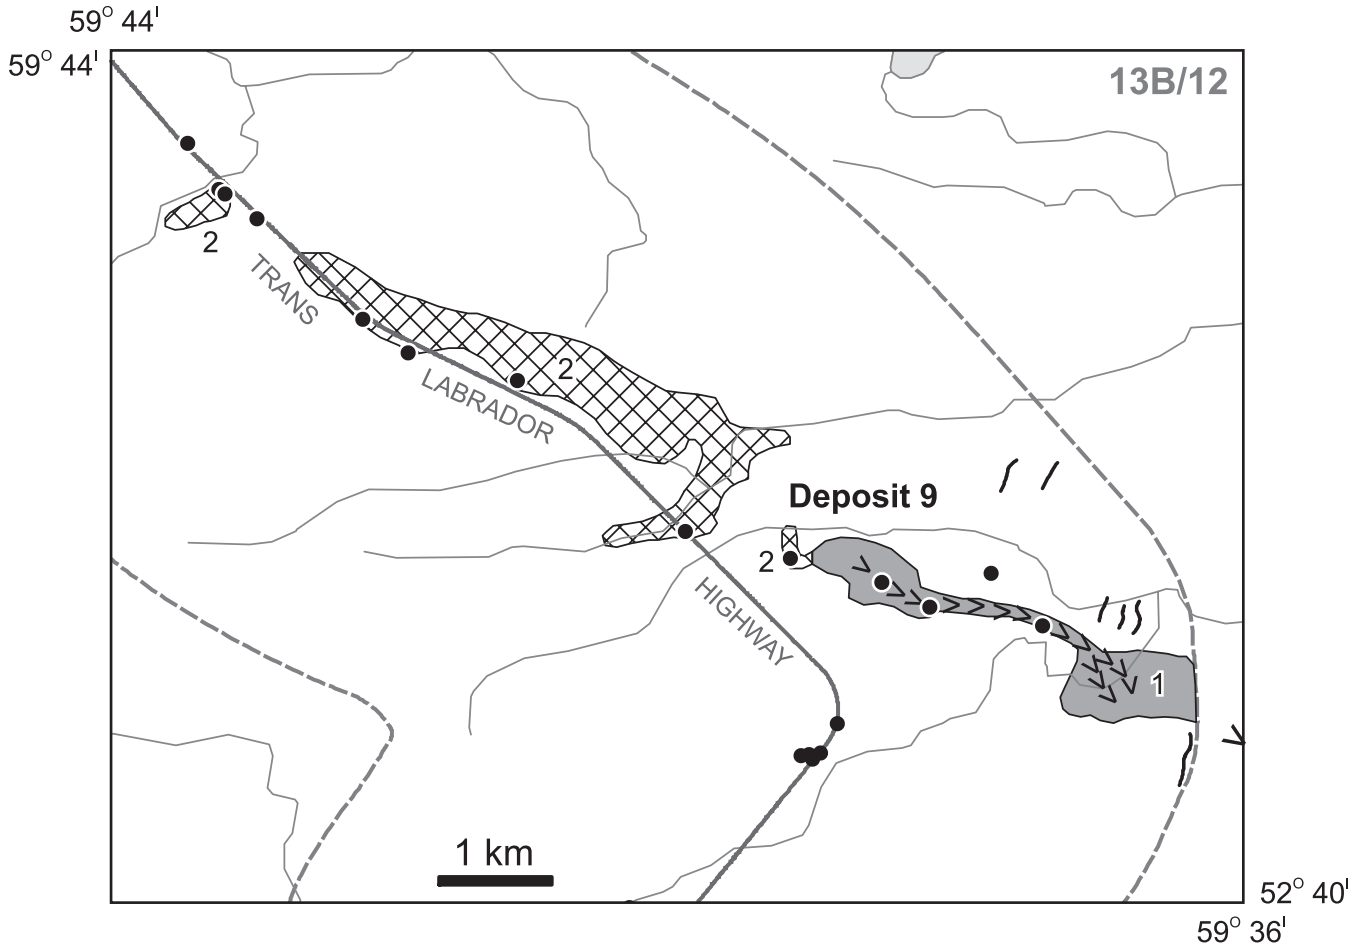 59° 44'
59° 44'
13B/12
2
TRANS
2
LABRADOR
Deposit 9
2
HIGHWAY
1
1 km
52° 40'
59° 36'